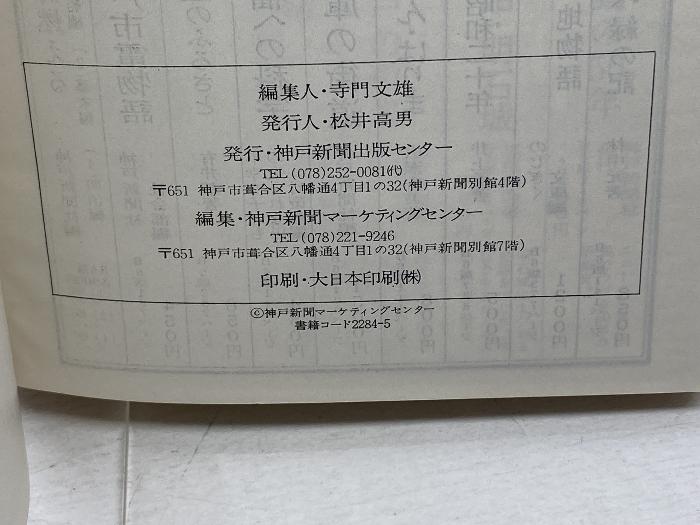 編集人・寺門文雄
発行人・松井高男
発行・神戸新聞出版センター
TEL(078)252-0081(代)
〒651 神戸市葺合区八幡通4丁目1の32(神戸新聞別館4階)
編集・神戸新聞マーケティングセンター
TEL(078)221-9246
〒651 神戸市葺合区八幡通4丁目1の32(神戸新聞別館7階)
印刷・大日本印刷㈱
©神戸新聞マーケティングセンター
書籍コード2284-5